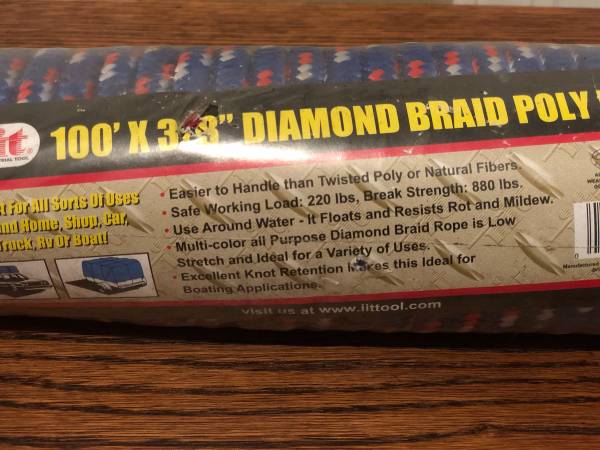 it®
100' X 3/8" DIAMOND BRAID POLY
For All Sorts Of Uses
Home, Shop, Car,
Truck, Rv Or Boat!
• Easier to Handle than Twisted Poly or Natural Fibers.
• Safe Working Load: 220 lbs, Break Strength: 880 lbs.
• Use Around Water - It Floats and Resists Rot and Mildew.
• Multi-color all Purpose Diamond Braid Rope is Low
Stretch and Ideal for a Variety of Uses.
• Excellent Knot Retention Makes this Ideal for
Boating Applications.
visit us at www.iittool.com
Manufactured